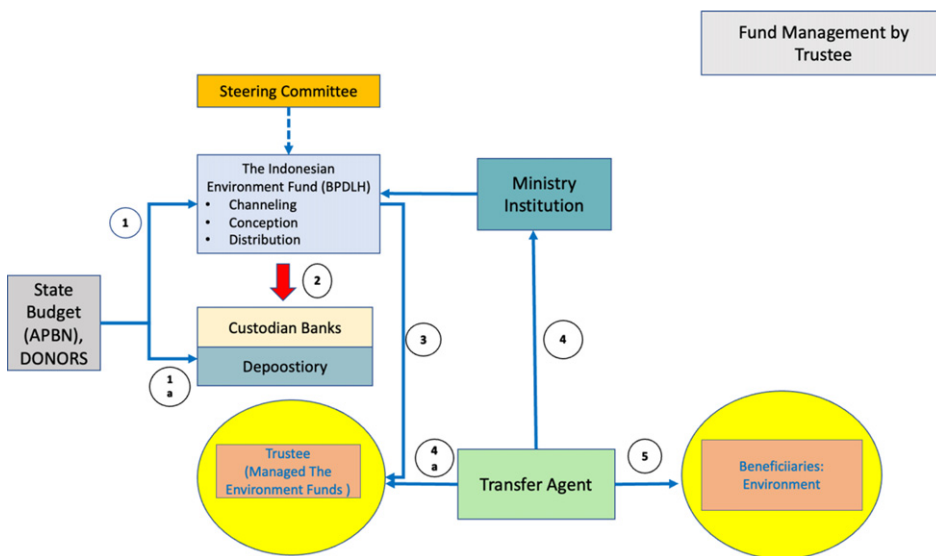 Fund Management by
Trustee
Steering Committee
The Indonesian
Environment Fund (BPDLH)
• Channeling
• Conception
• Distribution
Ministry
Institution
1
2
State
Budget
(APBN),
DONORS
Custodian Banks
Depoostiory
3
4
1
a
Trustee
(Managed The
Environment Funds )
4
a
Transfer Agent
5
Beneficiiaries:
Environment